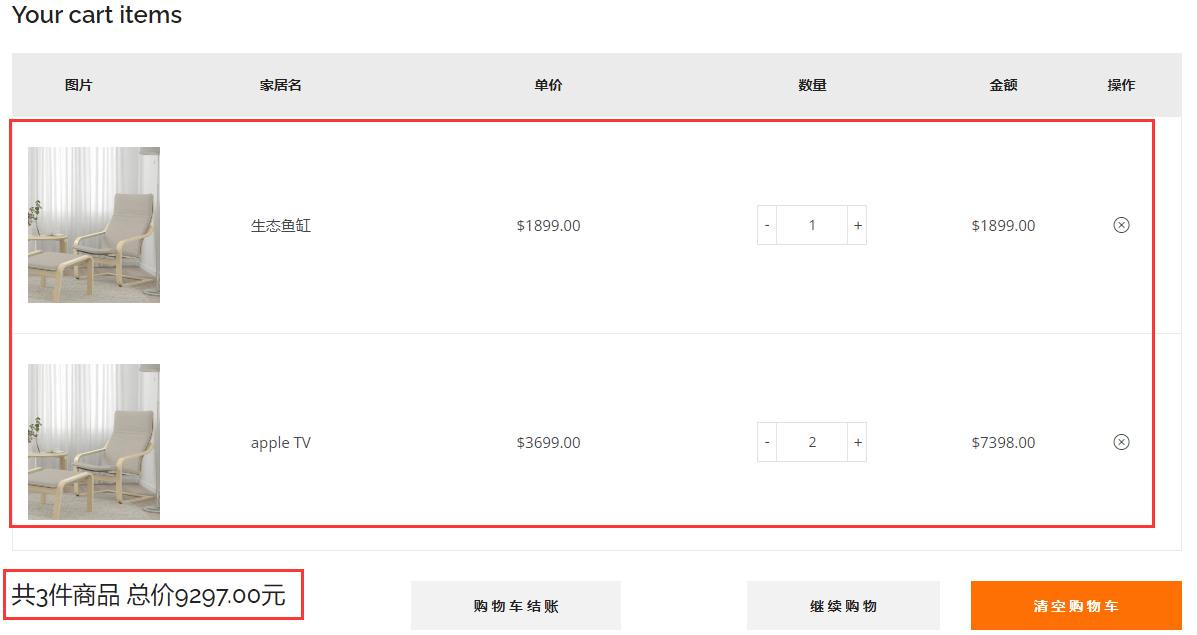 Your cart items
图片 家居名 单价 数量 金额 操作
生态鱼缸 $1899.00 - 1 + $1899.00
apple TV $3699.00 - 2 + $7398.00
共3件商品 总价9297.00元 购物车结账 继续购物 清空购物车